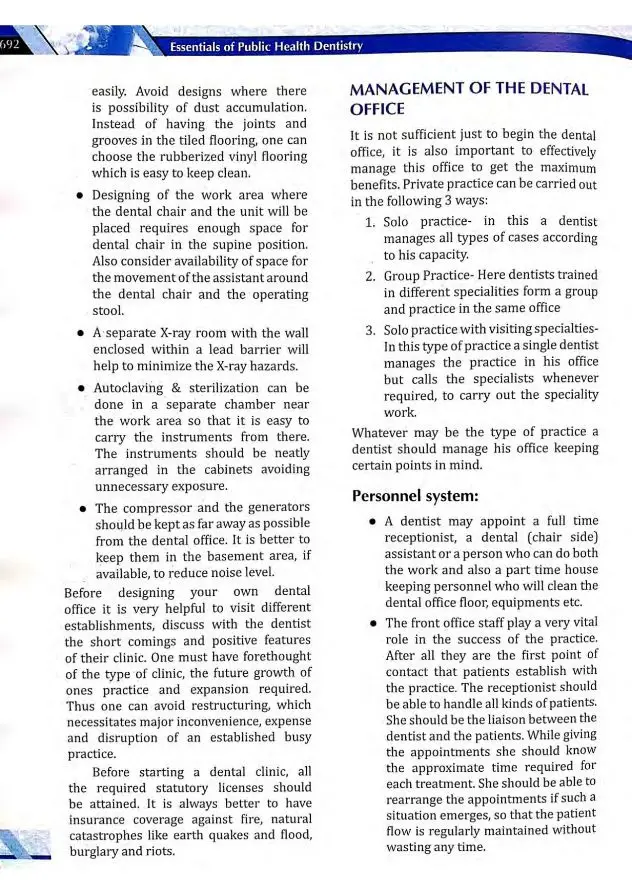 692
Essentials of Public Health Dentistry
easily. Avoid designs where there
is possibility of dust accumulation.
Instead of having the joints and
grooves in the tiled flooring, one can
choose the rubberized vinyl flooring
which is easy to keep clean.
• Designing of the work area where
the dental chair and the unit will be
placed requires enough space for
dental chair in the supine position.
Also consider availability of space for
the movement of the assistant around
the dental chair and the operating
stool.
• A separate X-ray room with the wall
enclosed within a lead barrier will
help to minimize the X-ray hazards.
• Autoclaving & sterilization can be
done in a separate chamber near
the work area so that it is easy to
carry the instruments from there.
The instruments should be neatly
arranged in the cabinets avoiding
unnecessary exposure.
• The compressor and the generators
should be kept as far away as possible
from the dental office. It is better to
keep them in the basement area, if
available, to reduce noise level.
Before designing your own dental
office it is very helpful to visit different
establishments, discuss with the dentist
the short comings and positive features
of their clinic. One must have forethought
of the type of clinic, the future growth of
ones practice and expansion required.
Thus one can avoid restructuring, which
necessitates major inconvenience, expense
and disruption of an established busy
practice.
Before starting a dental clinic, all
the required statutory licenses should
be attained. It is always better to have
insurance coverage against fire, natural
catastrophes like earth quakes and flood,
burglary and riots.
MANAGEMENT OF THE DENTAL
OFFICE
It is not sufficient just to begin the dental
office, it is also important to effectively
manage this office to get the maximum
benefits. Private practice can be carried out
in the following 3 ways:
1. Solo practice- in this a dentist
manages all types of cases according
to his capacity.
2. Group Practice- Here dentists trained
in different specialities form a group
and practice in the same office
3. Solo practice with visiting specialties-
In this type of practice a single dentist
manages the practice in his office
but calls the specialists whenever
required, to carry out the speciality
work.
Whatever may be the type of practice a
dentist should manage his office keeping
certain points in mind.
Personnel system:
• A dentist may appoint a full time
receptionist, a dental (chair side)
assistant or a person who can do both
the work and also a part time house
keeping personnel who will clean the
dental office floor, equipments etc.
• The front office staff play a very vital
role in the success of the practice.
After all they are the first point of
contact that patients establish with
the practice. The receptionist should
be able to handle all kinds of patients.
She should be the liaison between the
dentist and the patients. While giving
the appointments she should know
the approximate time required for
each treatment. She should be able to
rearrange the appointments if such a
situation emerges, so that the patient
flow is regularly maintained without
wasting any time.